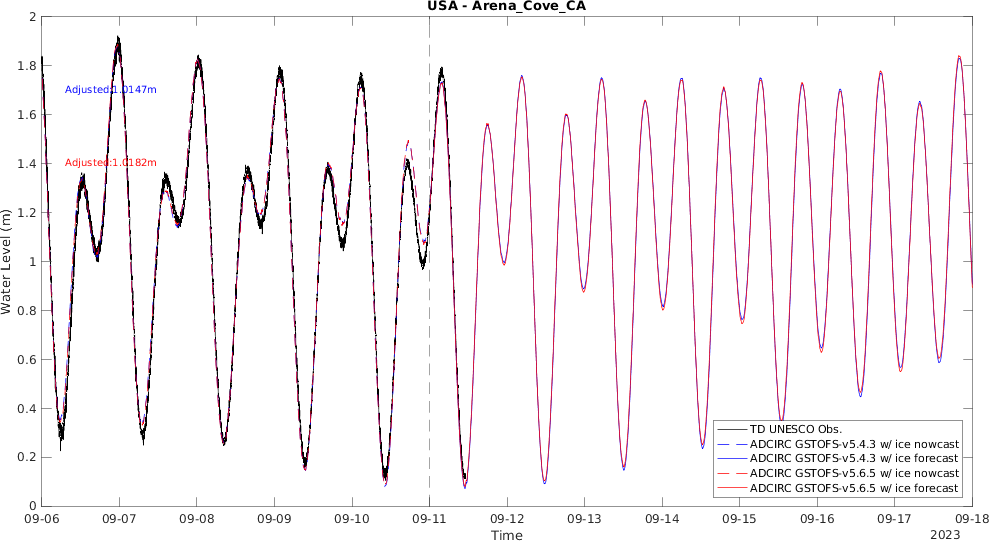 USA - Arena_Cove_CA
2
1.8
1.6
1.4
1.2
1
0.8
0.6
0.4
0.2
0
Water Level (m)
Adjusted:1.0147m
Adjusted:1.0182m
TD UNESCO Obs.
ADCIRC GSTOFS-v5.4.3 w/ ice nowcast
ADCIRC GSTOFS-v5.4.3 w/ ice forecast
ADCIRC GSTOFS-v5.6.5 w/ ice nowcast
ADCIRC GSTOFS-v5.6.5 w/ ice forecast
09-06 09-07 09-08 09-09 09-10 09-11 09-12 09-13 09-14 09-15 09-16 09-17 09-18
Time
2023